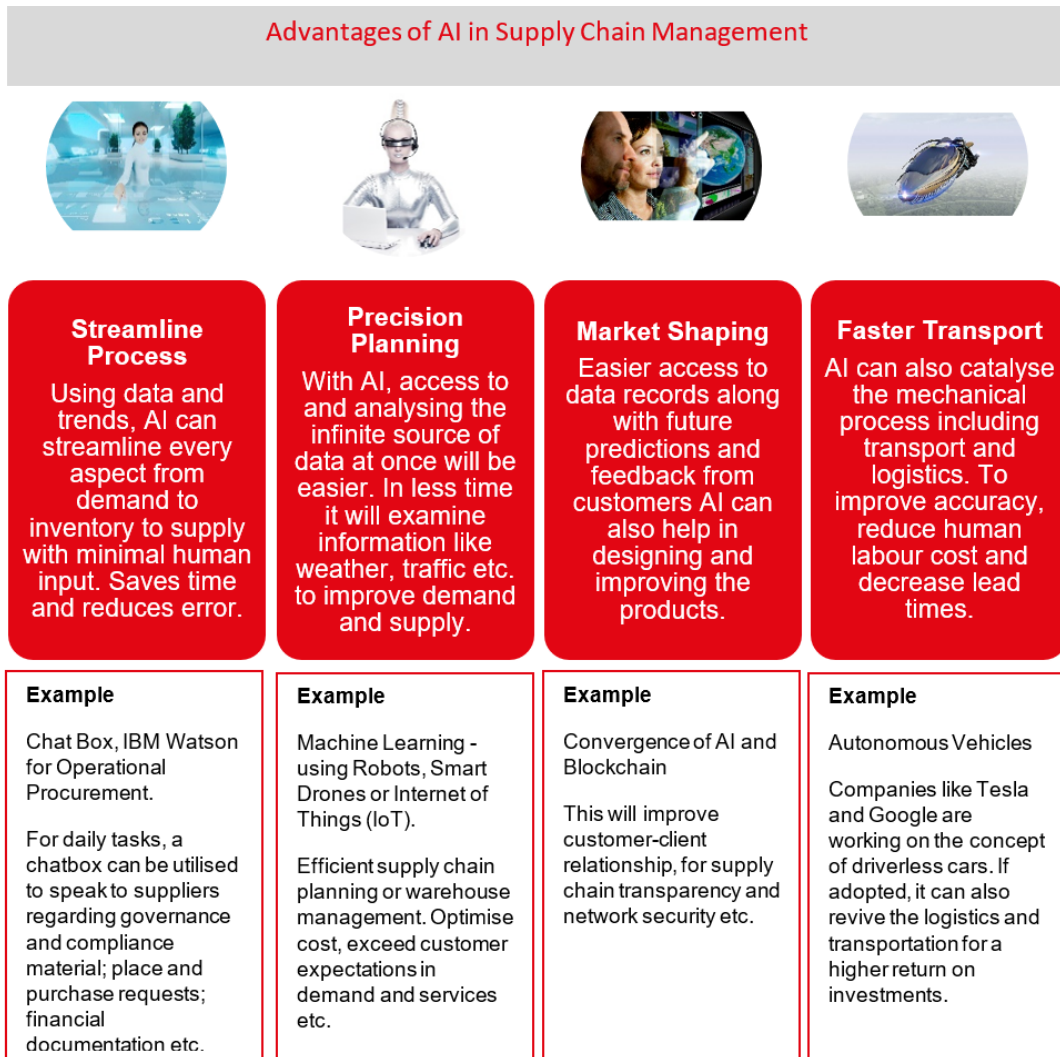 Advantages of AI in Supply Chain Management
Streamline
Process
Using data and
trends, AI can
streamline every
aspect from
demand to
inventory to supply
with minimal human
input. Saves time
and reduces error.
Precision
Planning
With AI, access to
and analysing the
infinite source of
data at once will be
easier. In less time
it will examine
information like
weather, traffic etc.
to improve demand
and supply.
Market Shaping
Easier access to
data records along
with future
predictions and
feedback from
customers AI can
also help in
designing and
improving the
products.
Faster Transport
AI can also catalyse
the mechanical
process including
transport and
logistics. To
improve accuracy,
reduce human
labour cost and
decrease lead
times.
Example
Chat Box, IBM Watson
for Operational
Procurement.
For daily tasks, a
chatbox can be utilised
to speak to suppliers
regarding governance
and compliance
material; place and
purchase requests;
financial
documentation etc.
Example
Machine Learning -
using Robots, Smart
Drones or Internet of
Things (IoT).
Efficient supply chain
planning or warehouse
management. Optimise
cost, exceed customer
expectations in
demand and services
etc.
Example
Convergence of AI and
Blockchain
This will improve
customer-client
relationship, for supply
chain transparency and
network security etc.
Example
Autonomous Vehicles
Companies like Tesla
and Google are
working on the concept
of driverless cars. If
adopted, it can also
revive the logistics and
transportation for a
higher return on
investments.